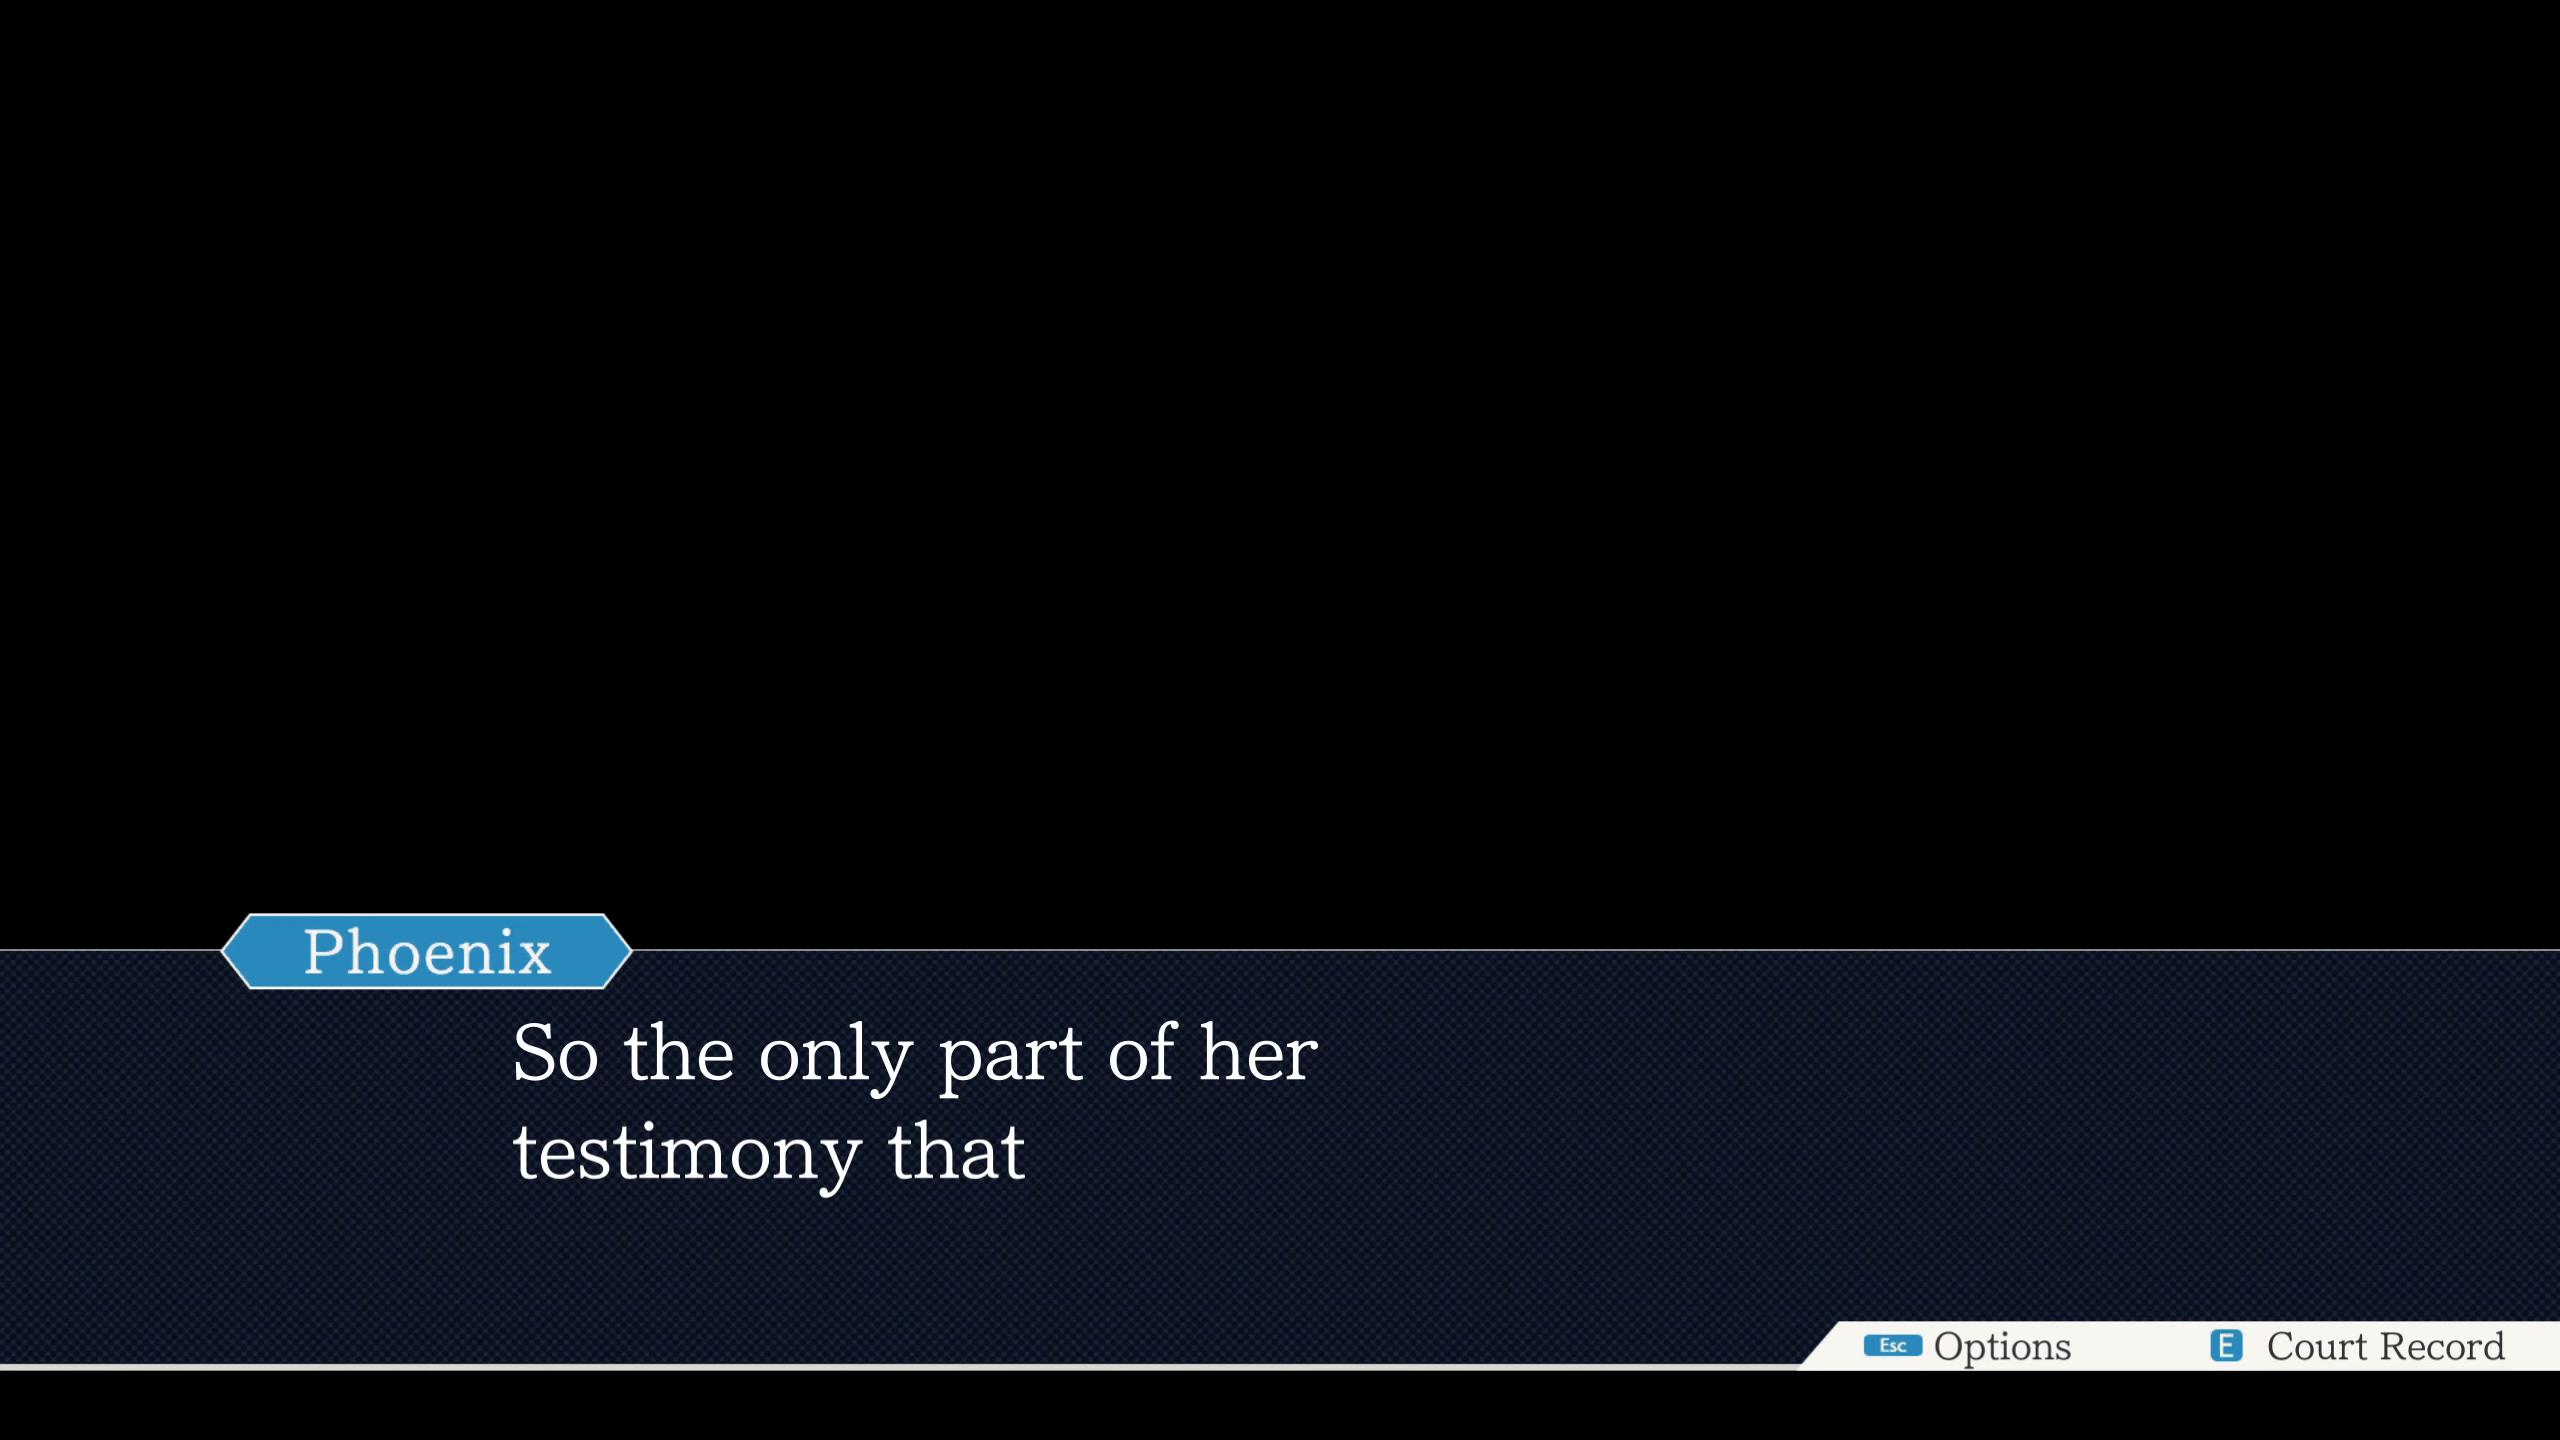 Phoenix
So the only part of her
testimony that
Esc Options E Court Record